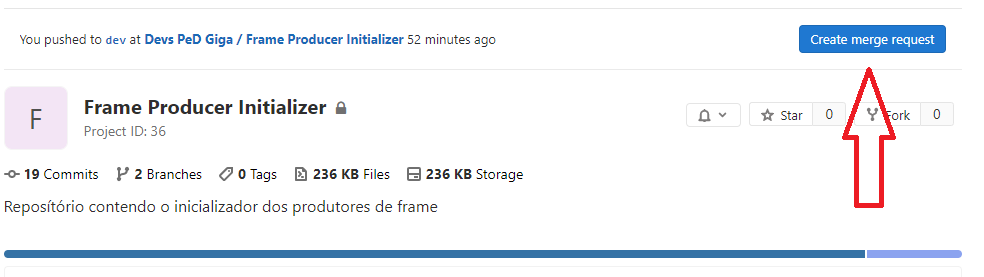 You pushed to dev at Devs PeD Giga / Frame Producer Initializer 52 minutes ago
Create merge request
F
Frame Producer Initializer
Project ID: 36
Star 0
Fork 0
19 Commits 2 Branches 0 Tags 236 KB Files 236 KB Storage
Reposítório contendo o inicializador dos produtores de frame